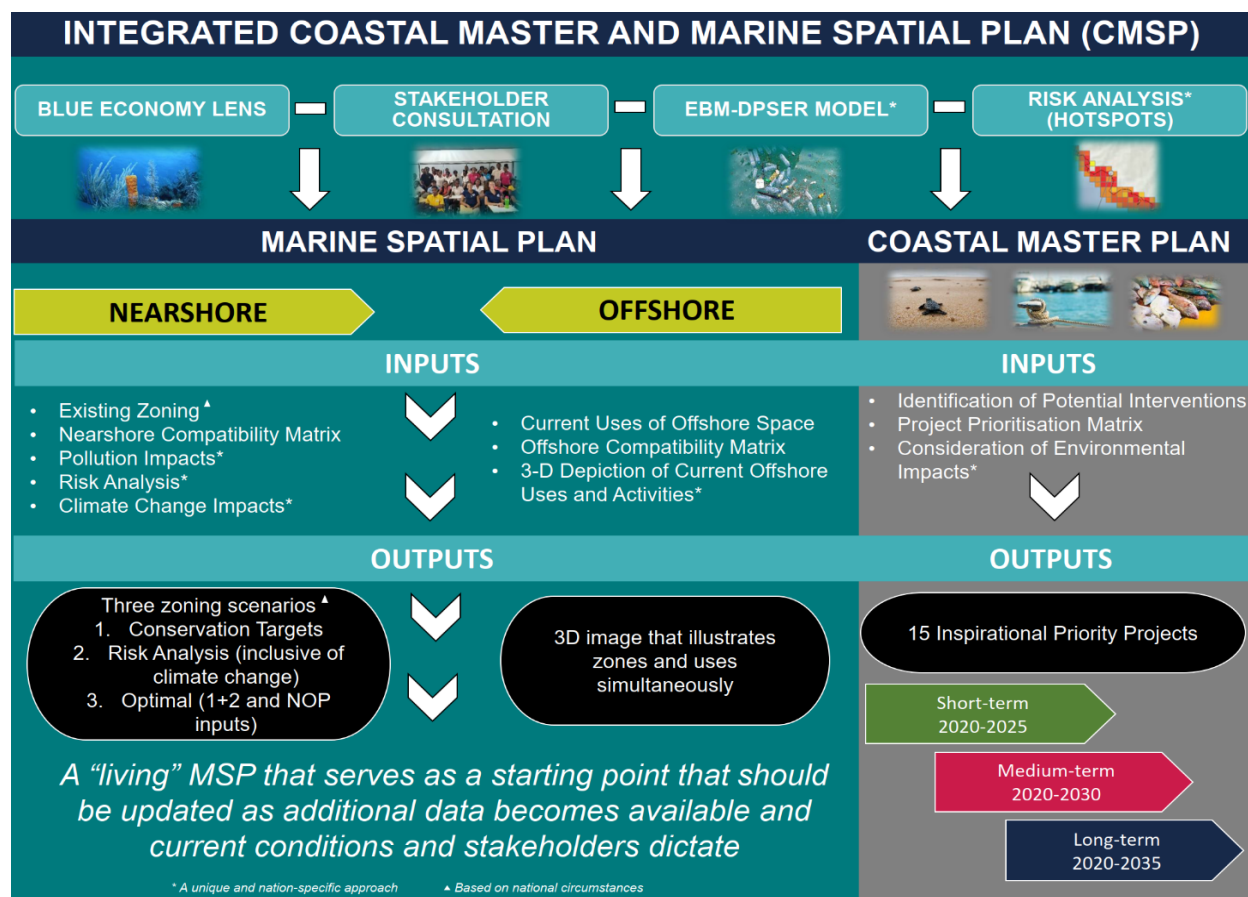 INTEGRATED COASTAL MASTER AND MARINE SPATIAL PLAN (CMSP)
BLUE ECONOMY LENS
STAKEHOLDER
CONSULTATION
EBM-DPSER MODEL*
RISK ANALYSIS*
(HOTSPOTS)
MARINE SPATIAL PLAN
NEARSHORE
OFFSHORE
INPUTS
• Existing Zoning ▲
• Nearshore Compatibility Matrix
• Pollution Impacts*
• Risk Analysis*
• Climate Change Impacts*
• Current Uses of Offshore Space
• Offshore Compatibility Matrix
• 3-D Depiction of Current Offshore
Uses and Activities*
OUTPUTS
Three zoning scenarios ▲
1. Conservation Targets
2. Risk Analysis (inclusive of
climate change)
3. Optimal (1+2 and NOP
inputs)
3D image that illustrates
zones and uses
simultaneously
A “living” MSP that serves as a starting point that should
be updated as additional data becomes available and
current conditions and stakeholders dictate
* A unique and nation-specific approach
▲ Based on national circumstances
COASTAL MASTER PLAN
INPUTS
• Identification of Potential Interventions
• Project Prioritisation Matrix
• Consideration of Environmental
Impacts*
OUTPUTS
15 Inspirational Priority Projects
Short-term
2020-2025
Medium-term
2020-2030
Long-term
2020-2035